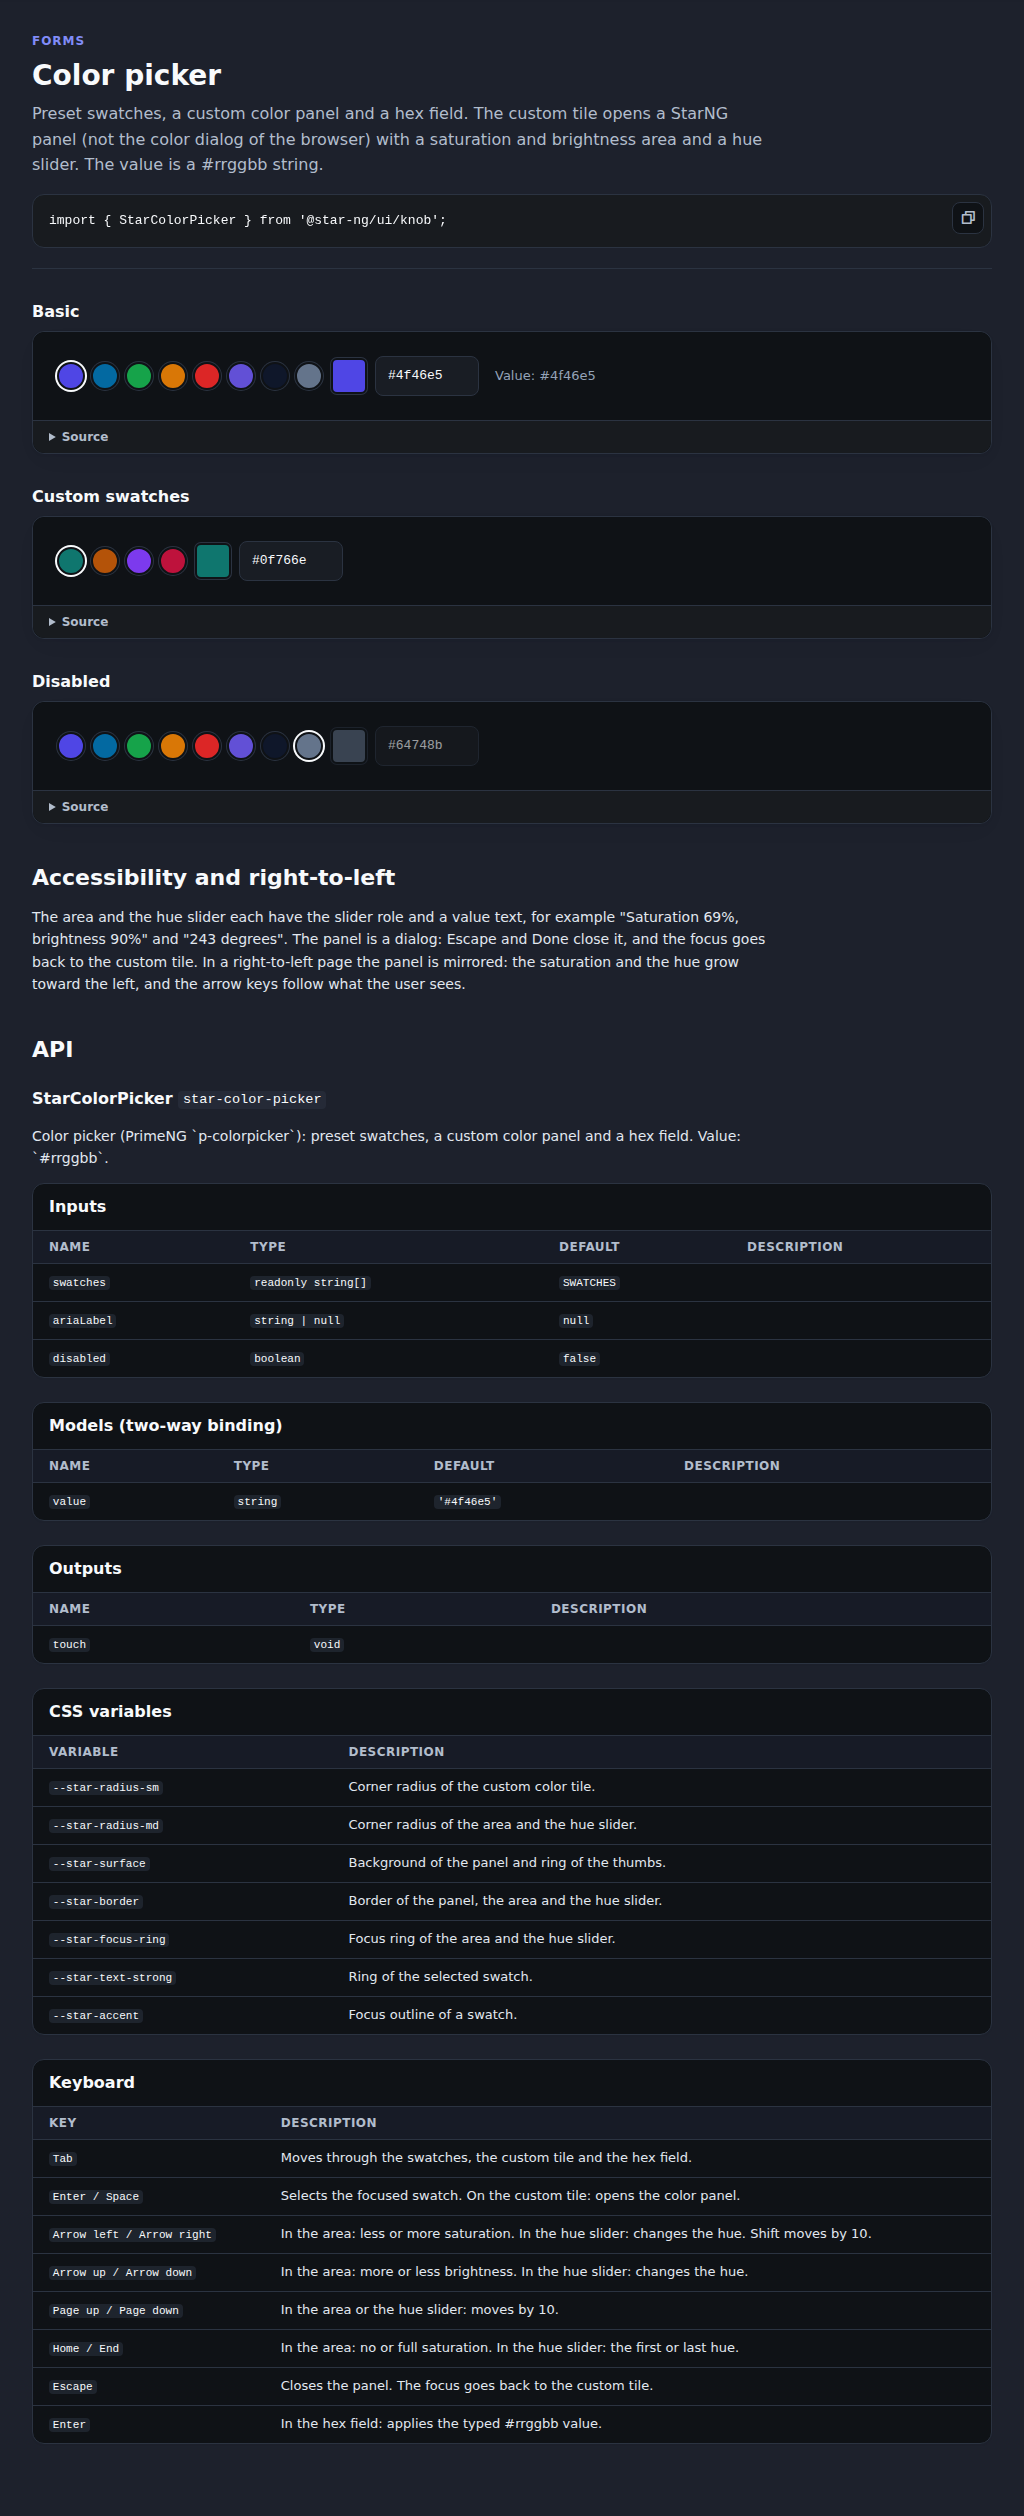 FORMS
Color picker
Preset swatches, a custom color panel and a hex field. The custom tile opens a StarNG
panel (not the color dialog of the browser) with a saturation and brightness area and a hue
slider. The value is a #rrggbb string.
import { StarColorPicker } from '@star-ng/ui/knob';
Basic
#4f46e5 Value: #4f46e5
Source
Custom swatches
#0f766e
Source
Disabled
#64748b
Source
Accessibility and right-to-left
The area and the hue slider each have the slider role and a value text, for example "Saturation 69%,
brightness 90%" and "243 degrees". The panel is a dialog: Escape and Done close it, and the focus goes
back to the custom tile. In a right-to-left page the panel is mirrored: the saturation and the hue grow
toward the left, and the arrow keys follow what the user sees.
API
StarColorPicker star-color-picker
Color picker (PrimeNG `p-colorpicker`): preset swatches, a custom color panel and a hex field. Value:
`#rrggbb`.
Inputs
NAME TYPE DEFAULT DESCRIPTION
swatches readonly string[] SWATCHES
ariaLabel string | null null
disabled boolean false
Models (two-way binding)
NAME TYPE DEFAULT DESCRIPTION
value string '#4f46e5'
Outputs
NAME TYPE DESCRIPTION
touch void
CSS variables
VARIABLE DESCRIPTION
--star-radius-sm Corner radius of the custom color tile.
--star-radius-md Corner radius of the area and the hue slider.
--star-surface Background of the panel and ring of the thumbs.
--star-border Border of the panel, the area and the hue slider.
--star-focus-ring Focus ring of the area and the hue slider.
--star-text-strong Ring of the selected swatch.
--star-accent Focus outline of a swatch.
Keyboard
KEY DESCRIPTION
Tab Moves through the swatches, the custom tile and the hex field.
Enter / Space Selects the focused swatch. On the custom tile: opens the color panel.
Arrow left / Arrow right In the area: less or more saturation. In the hue slider: changes the hue. Shift moves by 10.
Arrow up / Arrow down In the area: more or less brightness. In the hue slider: changes the hue.
Page up / Page down In the area or the hue slider: moves by 10.
Home / End In the area: no or full saturation. In the hue slider: the first or last hue.
Escape Closes the panel. The focus goes back to the custom tile.
Enter In the hex field: applies the typed #rrggbb value.